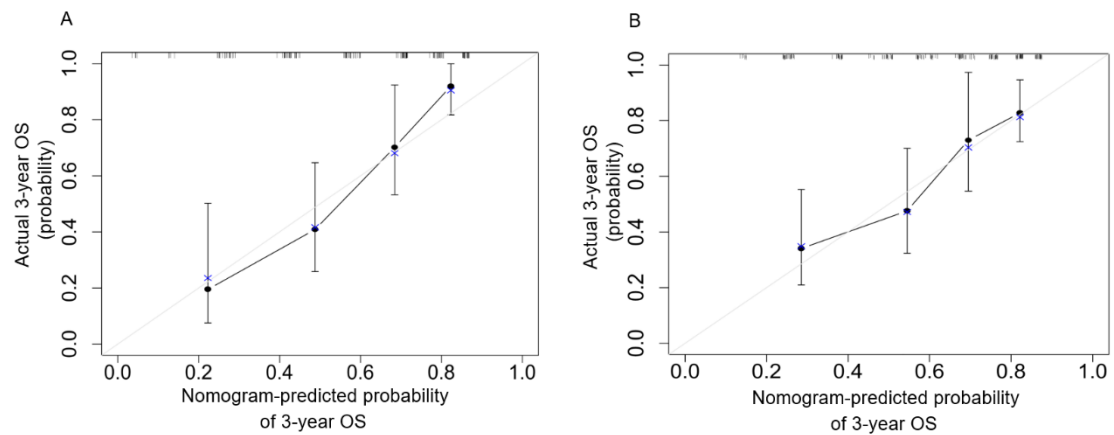 A
Actual 3-year OS
(probability)
1.0
0.8
0.6
0.4
0.2
0.0
0.0 0.2 0.4 0.6 0.8 1.0
Nomogram-predicted probability
of 3-year OS
B
Actual 3-year OS
(probability)
1.0
0.8
0.6
0.4
0.2
0.0
0.0 0.2 0.4 0.6 0.8 1.0
Nomogram-predicted probability
of 3-year OS